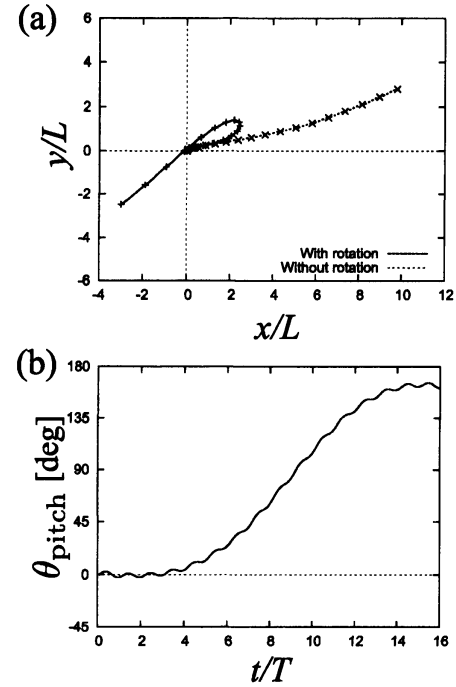 (a)
6
4
2
0
-2
-4
-6
y/L
With rotation
Without rotation
-4 -2 0 2 4 6 8 10 12
x/L
(b)
180
135
90
45
0
-45
θpitch [deg]
0 2 4 6 8 10 12 14 16
t/T